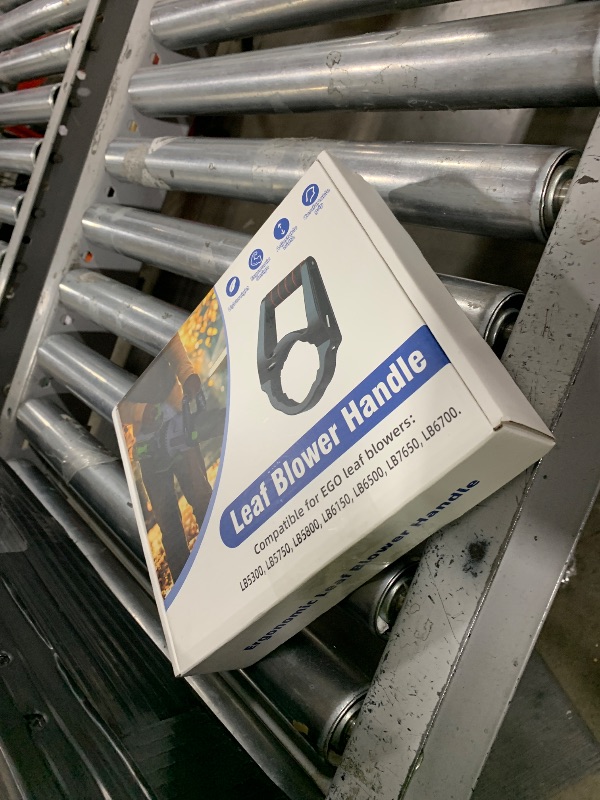 Leaf Blower Handle
Compatible for EGO leaf blowers:
LB5300, LB5750, LB5800, LB6150, LB6500, LB7650, LB6700.
Ergonomic Leaf Blower Handle